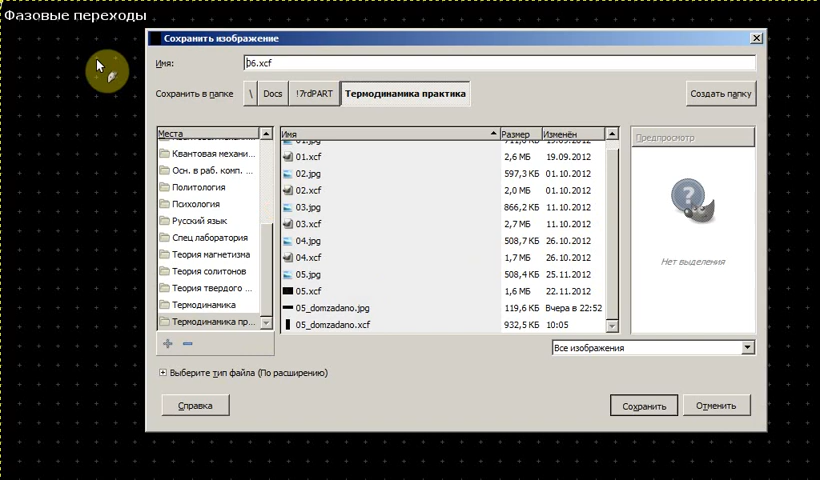 Фазовые переходы
Сохранить изображение
Имя: 06.xcf
Сохранить в папке \ Docs !7rdPART Термодинамика практика Создать папку
Места
Квантовая механи...
Осн. в раб. комп. ...
Политология
Психология
Русский язык
Спец лаборатория
Теория магнетизма
Теория солитонов
Теория твердого ...
Термодинамика
Термодинамика пр...
Имя Размер Изменён
01.xcf 2,6 МБ 19.09.2012
02.jpg 597,3 КБ 01.10.2012
02.xcf 2,0 МБ 01.10.2012
03.jpg 866,2 КБ 11.10.2012
03.xcf 2,7 МБ 11.10.2012
04.jpg 508,7 КБ 26.10.2012
04.xcf 1,7 МБ 26.10.2012
05.jpg 508,4 КБ 25.11.2012
05.xcf 1,6 МБ 22.11.2012
05_domzadano.jpg 119,6 КБ Вчера в 22:52
05_domzadano.xcf 932,5 КБ 10:05
Предпросмотр
Нет выделения
Все изображения
Выберите тип файла (По расширению)
Справка Сохранить Отменить